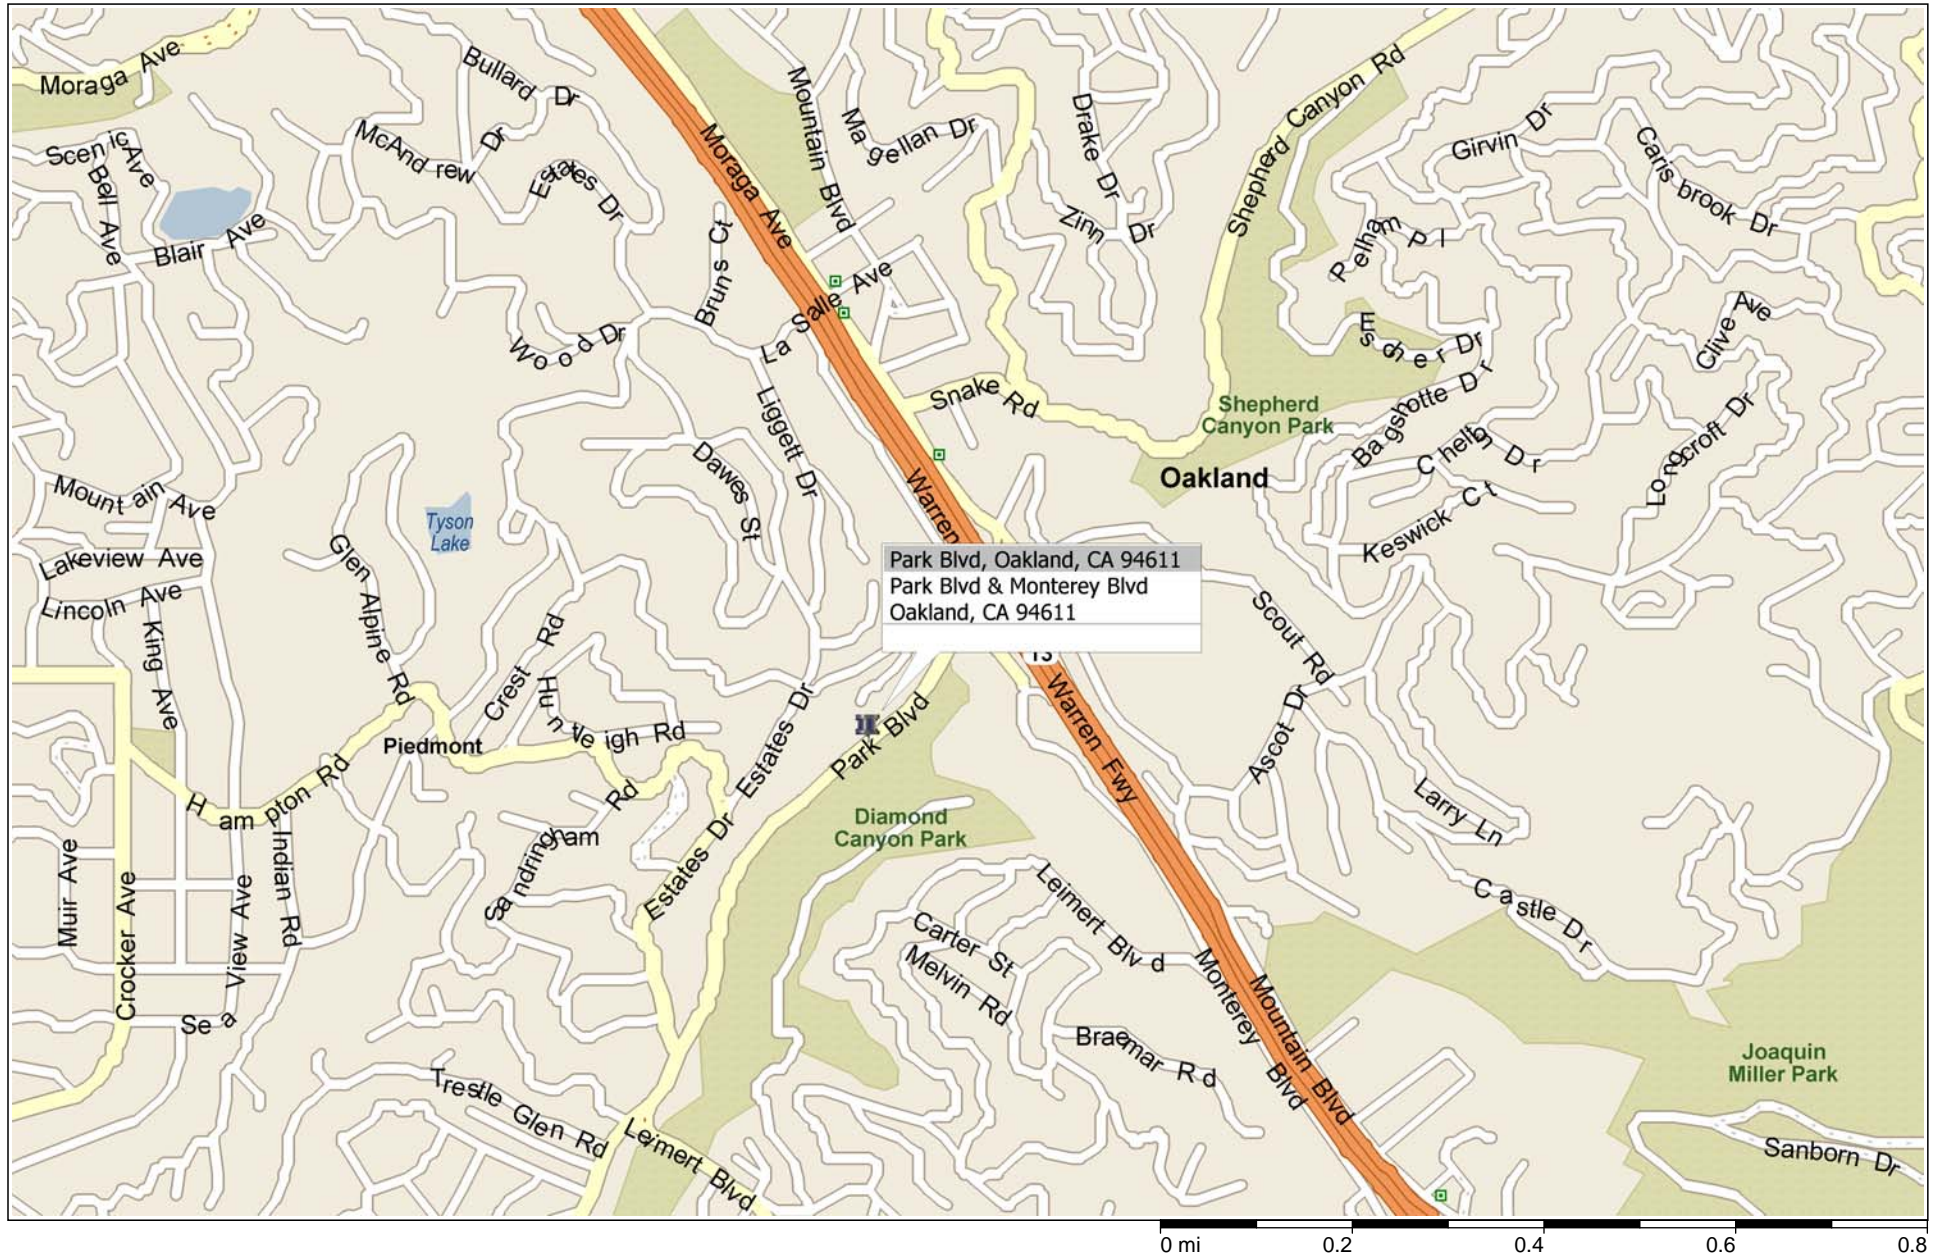 Moraga Ave
Bullard Dr
Mountain Blvd
Magellan Dr
Drake Dr
Shepherd Canyon Rd
Girvin Dr
Carisbrook Dr
Scenic Ave
Bell Ave
McAndrew Dr
Estates Dr
Moraga Ave
Zinn Dr
Shepherd Canyon Rd
Pelham Pl
Blair Ave
Bruns Ct
La Salle Ave
Wood Dr
Escher Dr
Clive Ave
Liggett Dr
Snake Rd
Shepherd
Canyon Park
Bagshotte Dr
Chelton Dr
Longcroft Dr
Dawes St
Warren
Oakland
Keswick Ct
Mountain Ave
Tyson
Lake
Lakeview Ave
Lincoln Ave
King Ave
Glen Alpine Rd
Park Blvd, Oakland, CA 94611
Park Blvd & Monterey Blvd
Oakland, CA 94611
13
Scout Rd
Crest Rd
Huntleigh Rd
Estates Dr
Park Blvd
Warren Fwy
Ascot Dr
Piedmont
Hampton Rd
Sandringham Rd
Estates Dr
Diamond
Canyon Park
Larry Ln
Castle Dr
Muir Ave
Crocker Ave
View Ave
Indian Rd
Sea
Leimert Blvd
Carter St
Melvin Rd
Monterey Blvd
Mountain Blvd
Braemar Rd
Joaquin
Miller Park
Trestle Glen Rd
Leimert Blvd
Sanborn Dr
0 mi 0.2 0.4 0.6 0.8